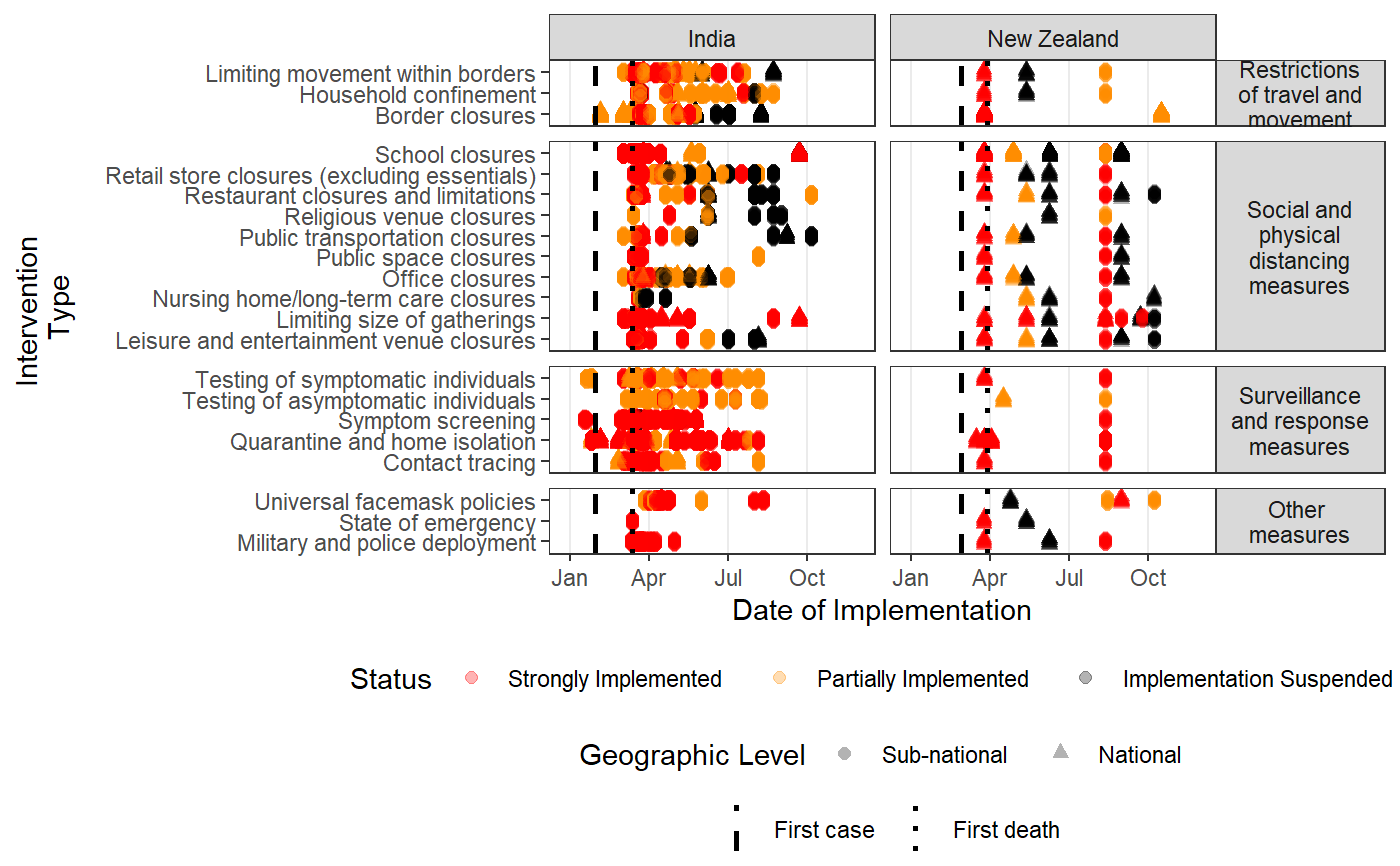 India
New Zealand
Limiting movement within borders
Household confinement
Border closures
Restrictions
of travel and
movement
School closures
Retail store closures (excluding essentials)
Restaurant closures and limitations
Religious venue closures
Public transportation closures
Public space closures
Office closures
Nursing home/long-term care closures
Limiting size of gatherings
Leisure and entertainment venue closures
Social and
physical
distancing
measures
Testing of symptomatic individuals
Testing of asymptomatic individuals
Symptom screening
Quarantine and home isolation
Contact tracing
Surveillance
and response
measures
Universal facemask policies
State of emergency
Military and police deployment
Other
measures
Intervention
Type
Jan Apr Jul Oct
Jan Apr Jul Oct
Date of Implementation
Status Strongly Implemented Partially Implemented Implementation Suspended
Geographic Level Sub-national National
First case First death